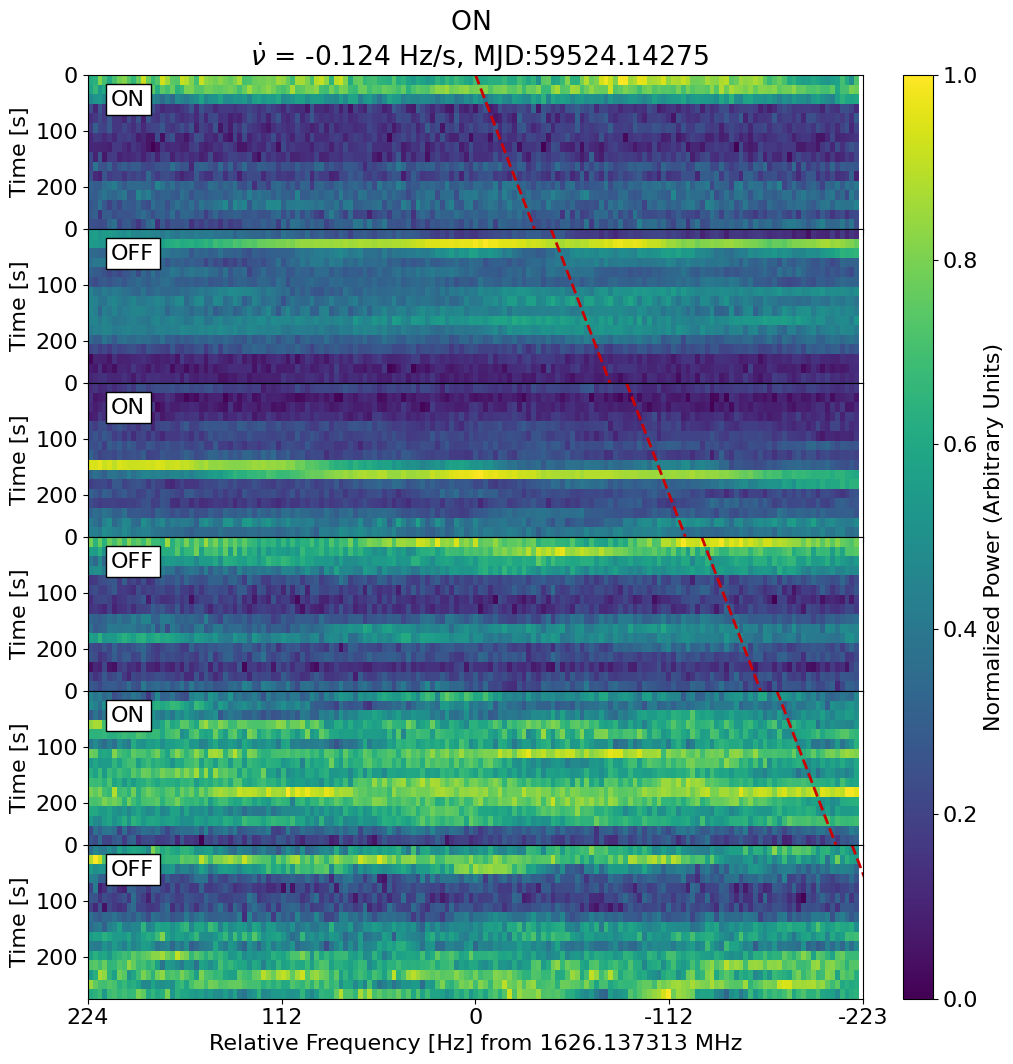 ON
ν̇ = -0.124 Hz/s, MJD:59524.14275
0
ON
100
200
Time [s]
0
OFF
100
200
Time [s]
0
ON
100
200
Time [s]
0
OFF
100
200
Time [s]
0
ON
100
200
Time [s]
0
OFF
100
200
Time [s]
224 112 0 -112 -223
Relative Frequency [Hz] from 1626.137313 MHz
1.0
0.8
0.6
0.4
0.2
0.0
Normalized Power (Arbitrary Units)